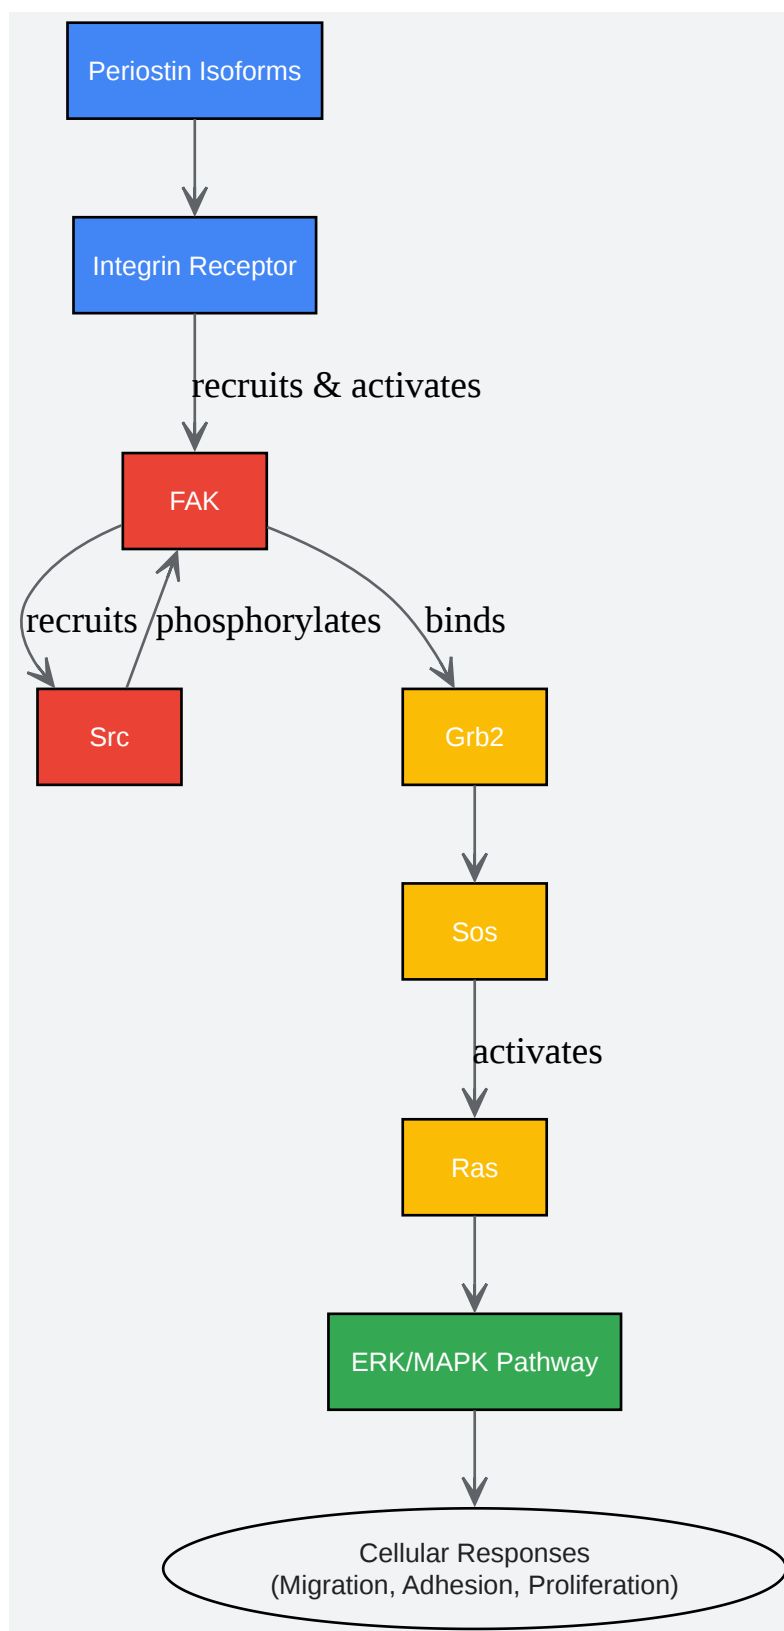 Periostin Isoforms
Integrin Receptor
recruits & activates
FAK
recruits
phosphorylates
binds
Src
Grb2
Sos
activates
Ras
ERK/MAPK Pathway
Cellular Responses
(Migration, Adhesion, Proliferation)